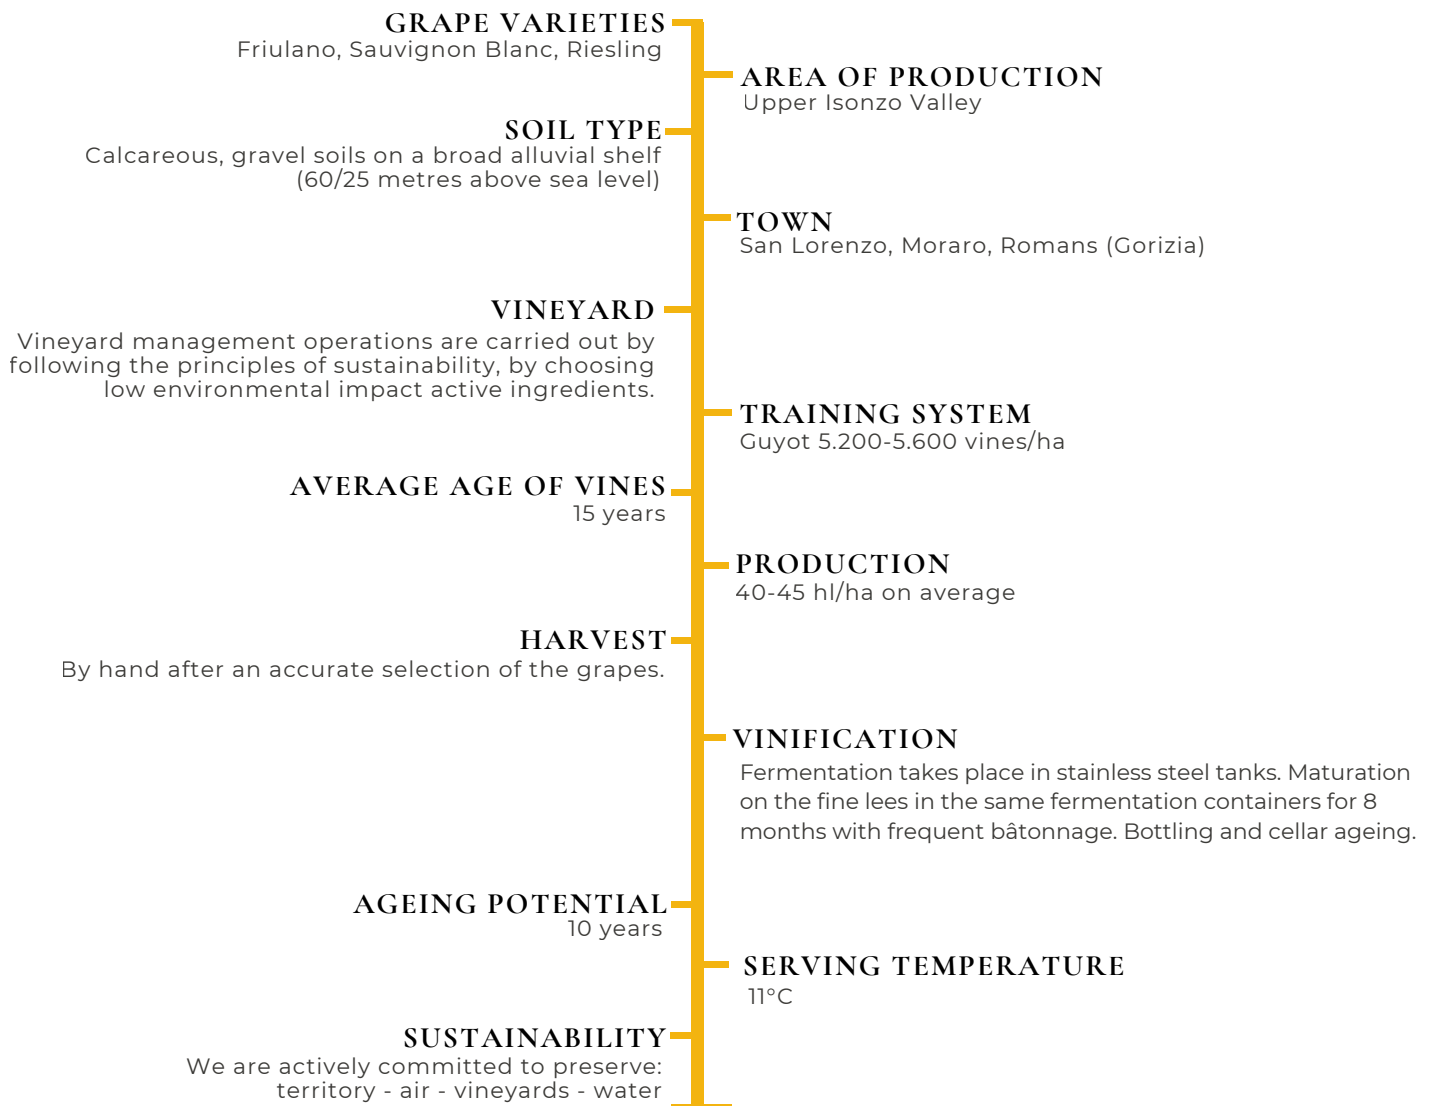 GRAPE VARIETIES
Friulano, Sauvignon Blanc, Riesling
AREA OF PRODUCTION
Upper Isonzo Valley
SOIL TYPE
Calcareous, gravel soils on a broad alluvial shelf
(60/25 metres above sea level)
TOWN
San Lorenzo, Moraro, Romans (Gorizia)
VINEYARD
Vineyard management operations are carried out by
following the principles of sustainability, by choosing
low environmental impact active ingredients.
TRAINING SYSTEM
Guyot 5.200-5.600 vines/ha
AVERAGE AGE OF VINES
15 years
PRODUCTION
40-45 hl/ha on average
HARVEST
By hand after an accurate selection of the grapes.
VINIFICATION
Fermentation takes place in stainless steel tanks. Maturation
on the fine lees in the same fermentation containers for 8
months with frequent bâtonnage. Bottling and cellar ageing.
AGEING POTENTIAL
10 years
SERVING TEMPERATURE
11°C
SUSTAINABILITY
We are actively committed to preserve:
territory - air - vineyards - water